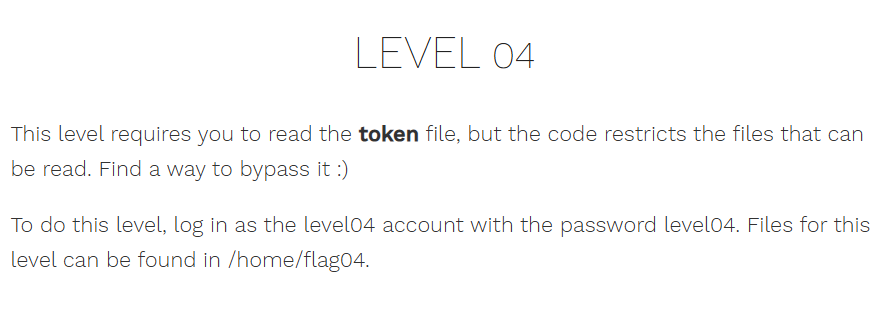 LEVEL 04
This level requires you to read the token file, but the code restricts the files that can
be read. Find a way to bypass it :)
To do this level, log in as the level04 account with the password level04. Files for this
level can be found in /home/flag04.